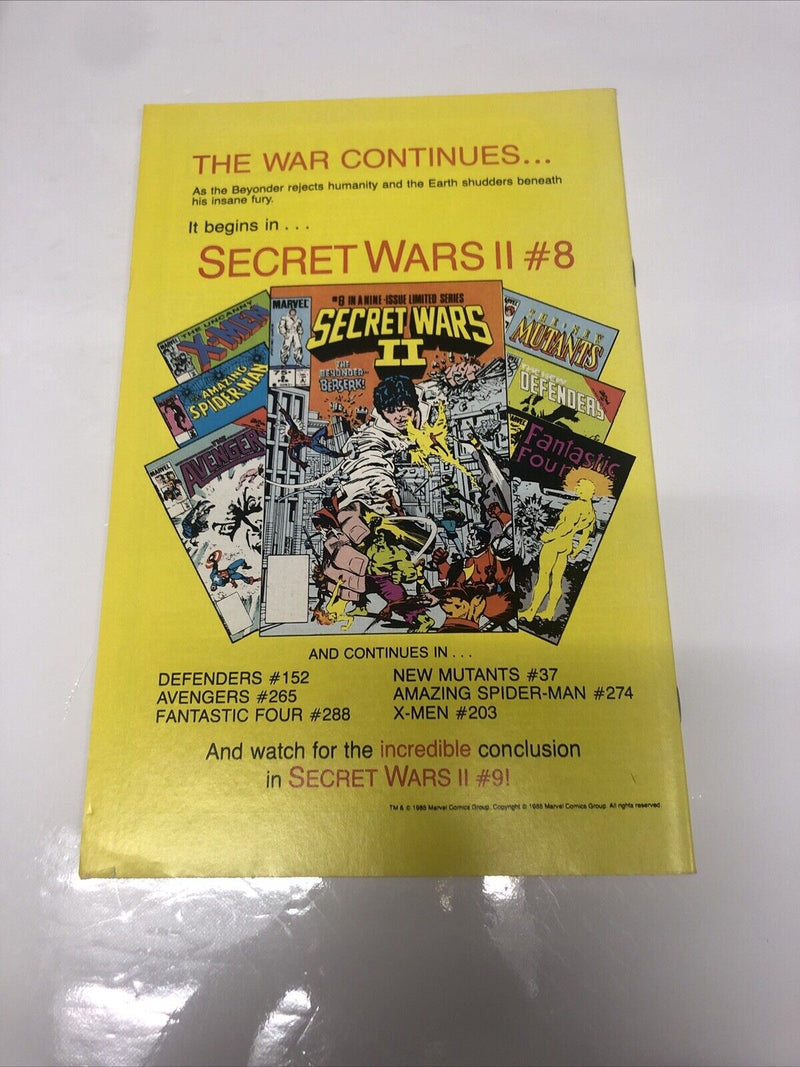 THE WAR CONTINUES...
As the Beyonder rejects humanity and the Earth shudders beneath
his insane fury.
It begins in . . .
SECRET WARS II #8
THE UNCANNY
X-MEN
THE
AMAZING
SPIDER-MAN
MARVEL
THE
AVENGERS
MARVEL
#8 IN A NINE-ISSUE LIMITED SERIES
SECRET WARS
II
THE
BEYONDER—
BERSERK!
THE NEW
MUTANTS
THE NEW
DEFENDERS
Fantastic
Four
AND CONTINUES IN . . .
DEFENDERS #152
AVENGERS #265
FANTASTIC FOUR #288
NEW MUTANTS #37
AMAZING SPIDER-MAN #274
X-MEN #203
And watch for the incredible conclusion
in SECRET WARS II #9!
TM & © 1985 Marvel Comics Group. Copyright © 1985 Marvel Comics Group. All rights reserved.